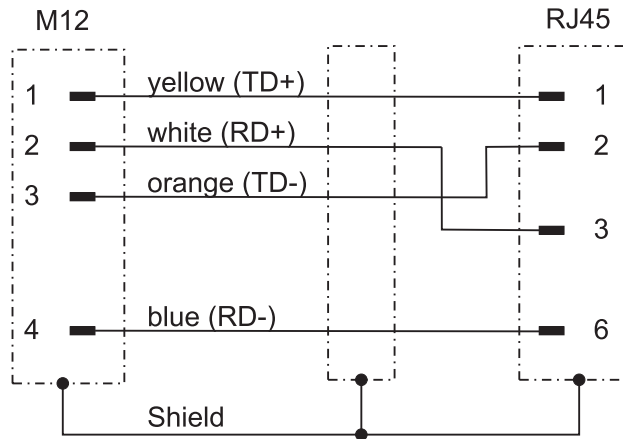 M12 RJ45
1 yellow (TD+) 1
2 white (RD+) 2
3 orange (TD-)
3
4 blue (RD-) 6
Shield